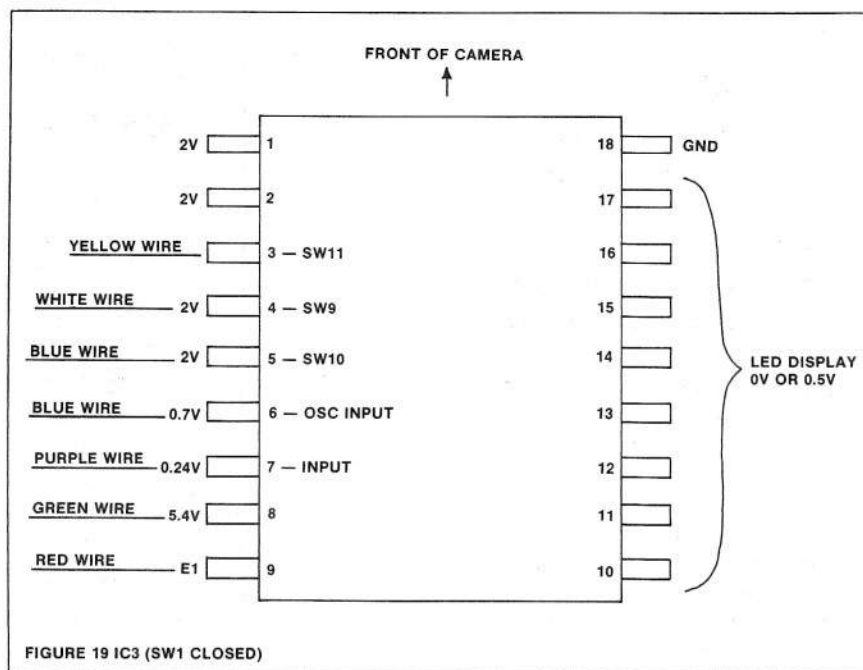 FRONT OF CAMERA
2V 1 18 GND
2V 2 17
YELLOW WIRE 3 — SW11 16
WHITE WIRE 2V 4 — SW9 15
BLUE WIRE 2V 5 — SW10 14
LED DISPLAY
0V OR 0.5V
BLUE WIRE 0.7V 6 — OSC INPUT 13
PURPLE WIRE 0.24V 7 — INPUT 12
GREEN WIRE 5.4V 8 11
RED WIRE E1 9 10
FIGURE 19 IC3 (SW1 CLOSED)